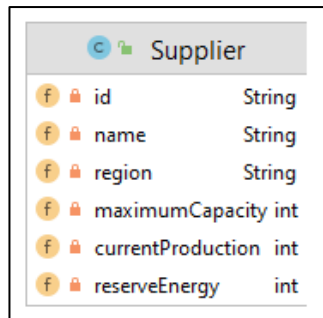 C Supplier
f id String
f name String
f region String
f maximumCapacity int
f currentProduction int
f reserveEnergy int